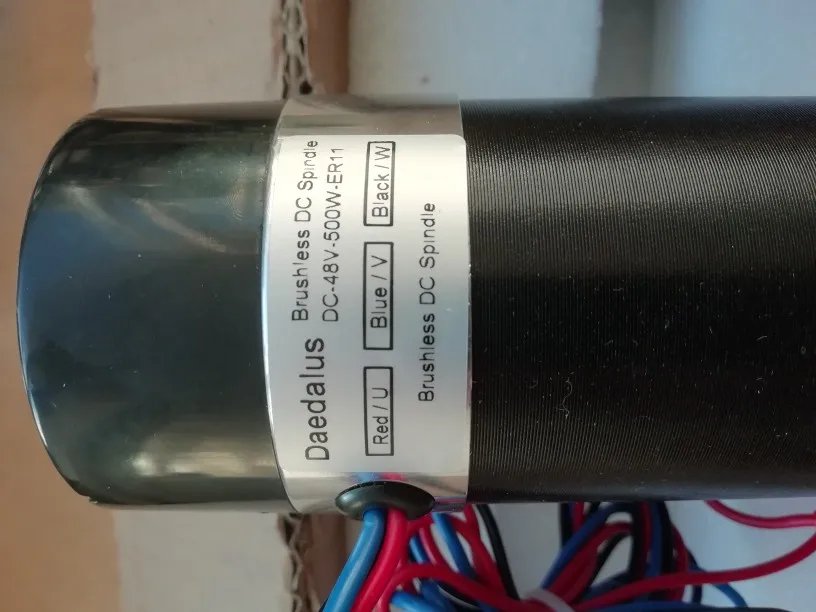 Daedalus
Brushless DC Spindle
DC-48V-500W-ER11
Red / U
Blue / V
Black / W
Brushless DC Spindle